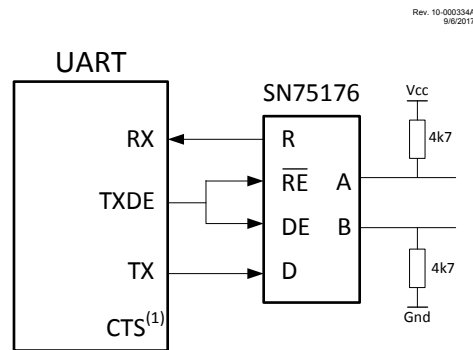 Rev. 10-000334A
9/6/2017
UART
SN75176
Vcc
4k7
RX
R
TXDE
RE
A
DE
B
TX
D
4k7
CTS(1)
Gnd